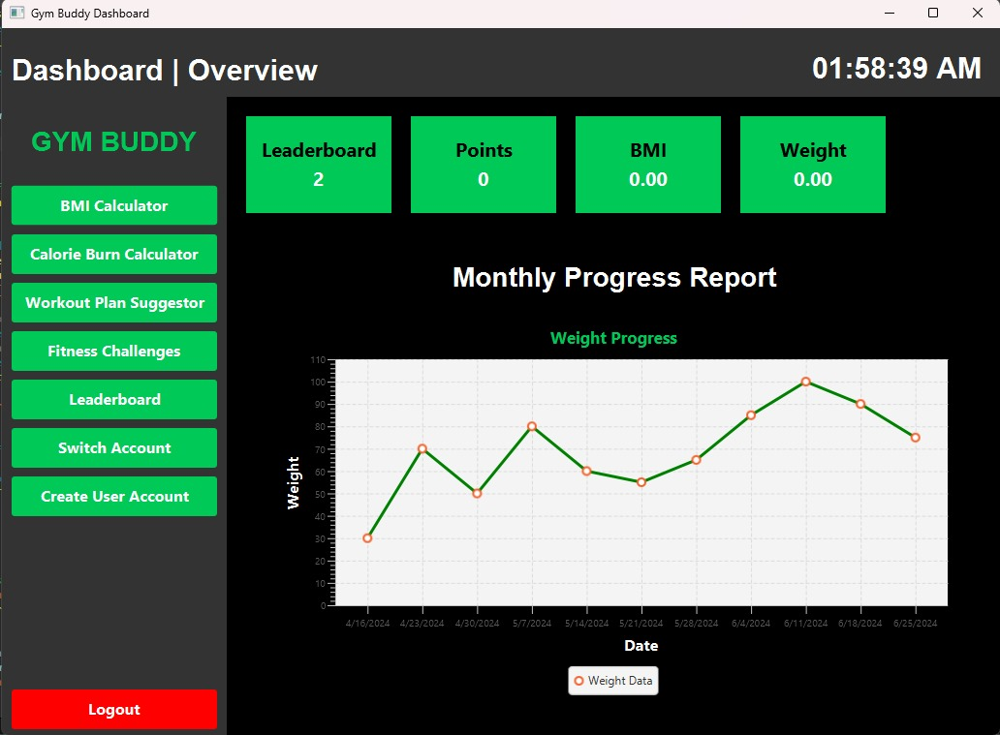 Gym Buddy Dashboard
Dashboard | Overview
01:58:39 AM
GYM BUDDY
BMI Calculator
Calorie Burn Calculator
Workout Plan Suggestor
Fitness Challenges
Leaderboard
Switch Account
Create User Account
Logout
Leaderboard
2
Points
0
BMI
0.00
Weight
0.00
Monthly Progress Report
Weight Progress
110
100
90
80
70
60
50
40
30
20
10
0
Weight
4/16/2024 4/23/2024 4/30/2024 5/7/2024 5/14/2024 5/21/2024 5/28/2024 6/4/2024 6/11/2024 6/18/2024 6/25/2024
Date
Weight Data